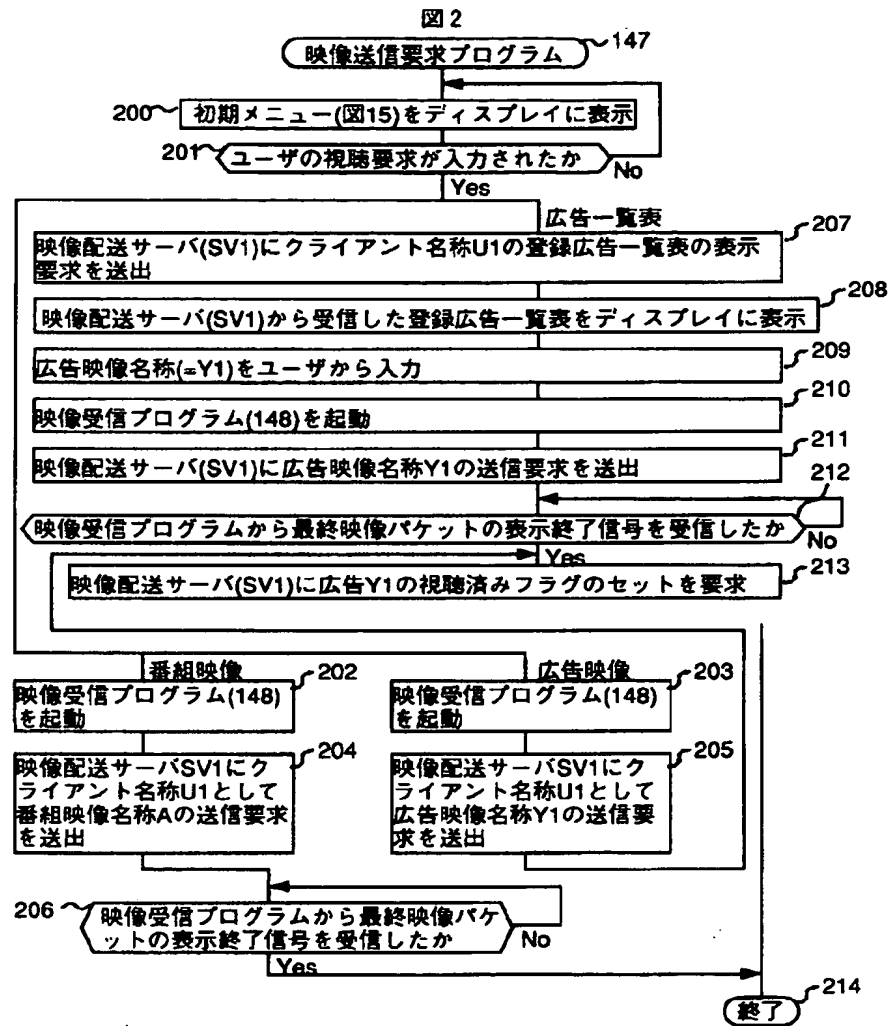 図2
映像送信要求プログラム
147
200
初期メニュー(図15)をディスプレイに表示
201
ユーザの視聴要求が入力されたか
No
Yes
広告一覧表
207
映像配送サーバ(SV1)にクライアント名称U1の登録広告一覧表の表示
要求を送出
208
映像配送サーバ(SV1)から受信した登録広告一覧表をディスプレイに表示
209
広告映像名称(=Y1)をユーザから入力
210
映像受信プログラム(148)を起動
211
映像配送サーバ(SV1)に広告映像名称Y1の送信要求を送出
212
映像受信プログラムから最終映像パケットの表示終了信号を受信したか
No
Yes
213
映像配送サーバ(SV1)に広告Y1の視聴済みフラグのセットを要求
番組映像
202
映像受信プログラム(148)
を起動
広告映像
203
映像受信プログラム(148)
を起動
204
映像配送サーバSV1にク
ライアント名称U1として
番組映像名称Aの送信要求
を送出
205
映像配送サーバSV1にク
ライアント名称U1として
広告映像名称Y1の送信要
求を送出
206
映像受信プログラムから最終映像パケ
ットの表示終了信号を受信したか
No
Yes
214
終了